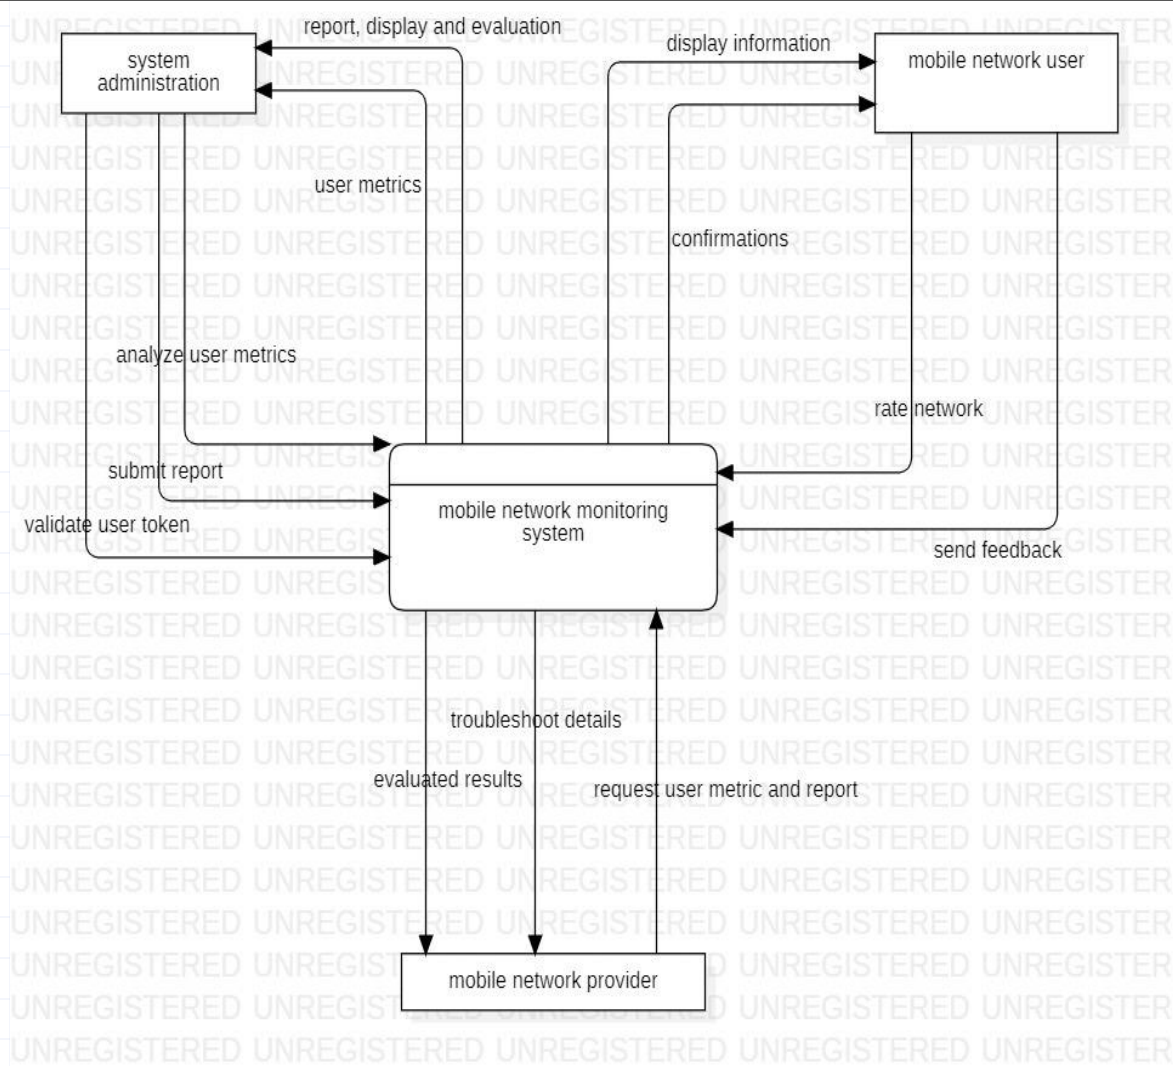 report, display and evaluation
display information
system
administration
mobile network user
user metrics
confirmations
analyze user metrics
rate network
submit report
mobile network monitoring
system
validate user token
send feedback
troubleshoot details
evaluated results
request user metric and report
mobile network provider
UNREGISTERED